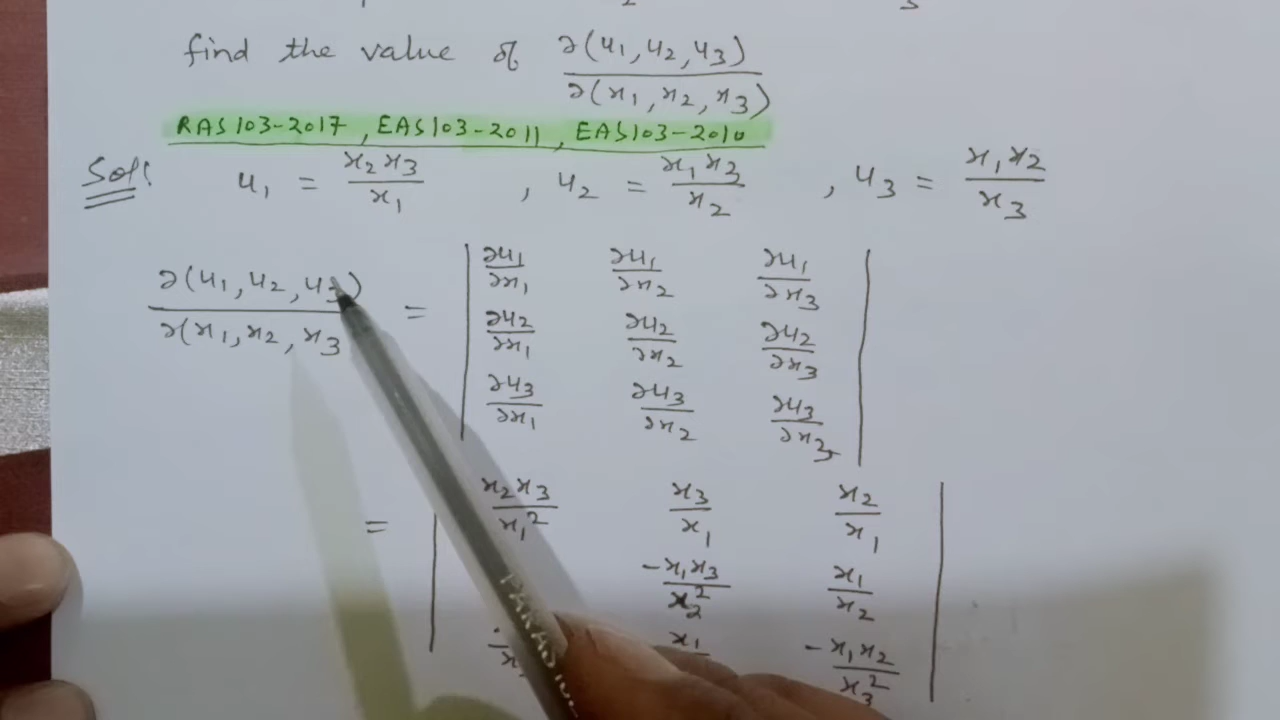 find the value of ∂(u₁, u₂, u₃) / ∂(x₁, x₂, x₃)
RAS103-2017, EAS103-2011, EAS103-2010
Sol: u₁ = x₂x₃ / x₁ , u₂ = x₁x₃ / x₂ , u₃ = x₁x₂ / x₃
∂(u₁, u₂, u₃) / ∂(x₁, x₂, x₃ = | ∂u₁/∂x₁ ∂u₁/∂x₂ ∂u₁/∂x₃
∂u₂/∂x₁ ∂u₂/∂x₂ ∂u₂/∂x₃
∂u₃/∂x₁ ∂u₃/∂x₂ ∂u₃/∂x₃ |
= | x₂x₃/x₁² x₃/x₁ x₂/x₁
-x₁x₃/x₂² x₁/x₂
x₁ -x₁x₂/x₃² |